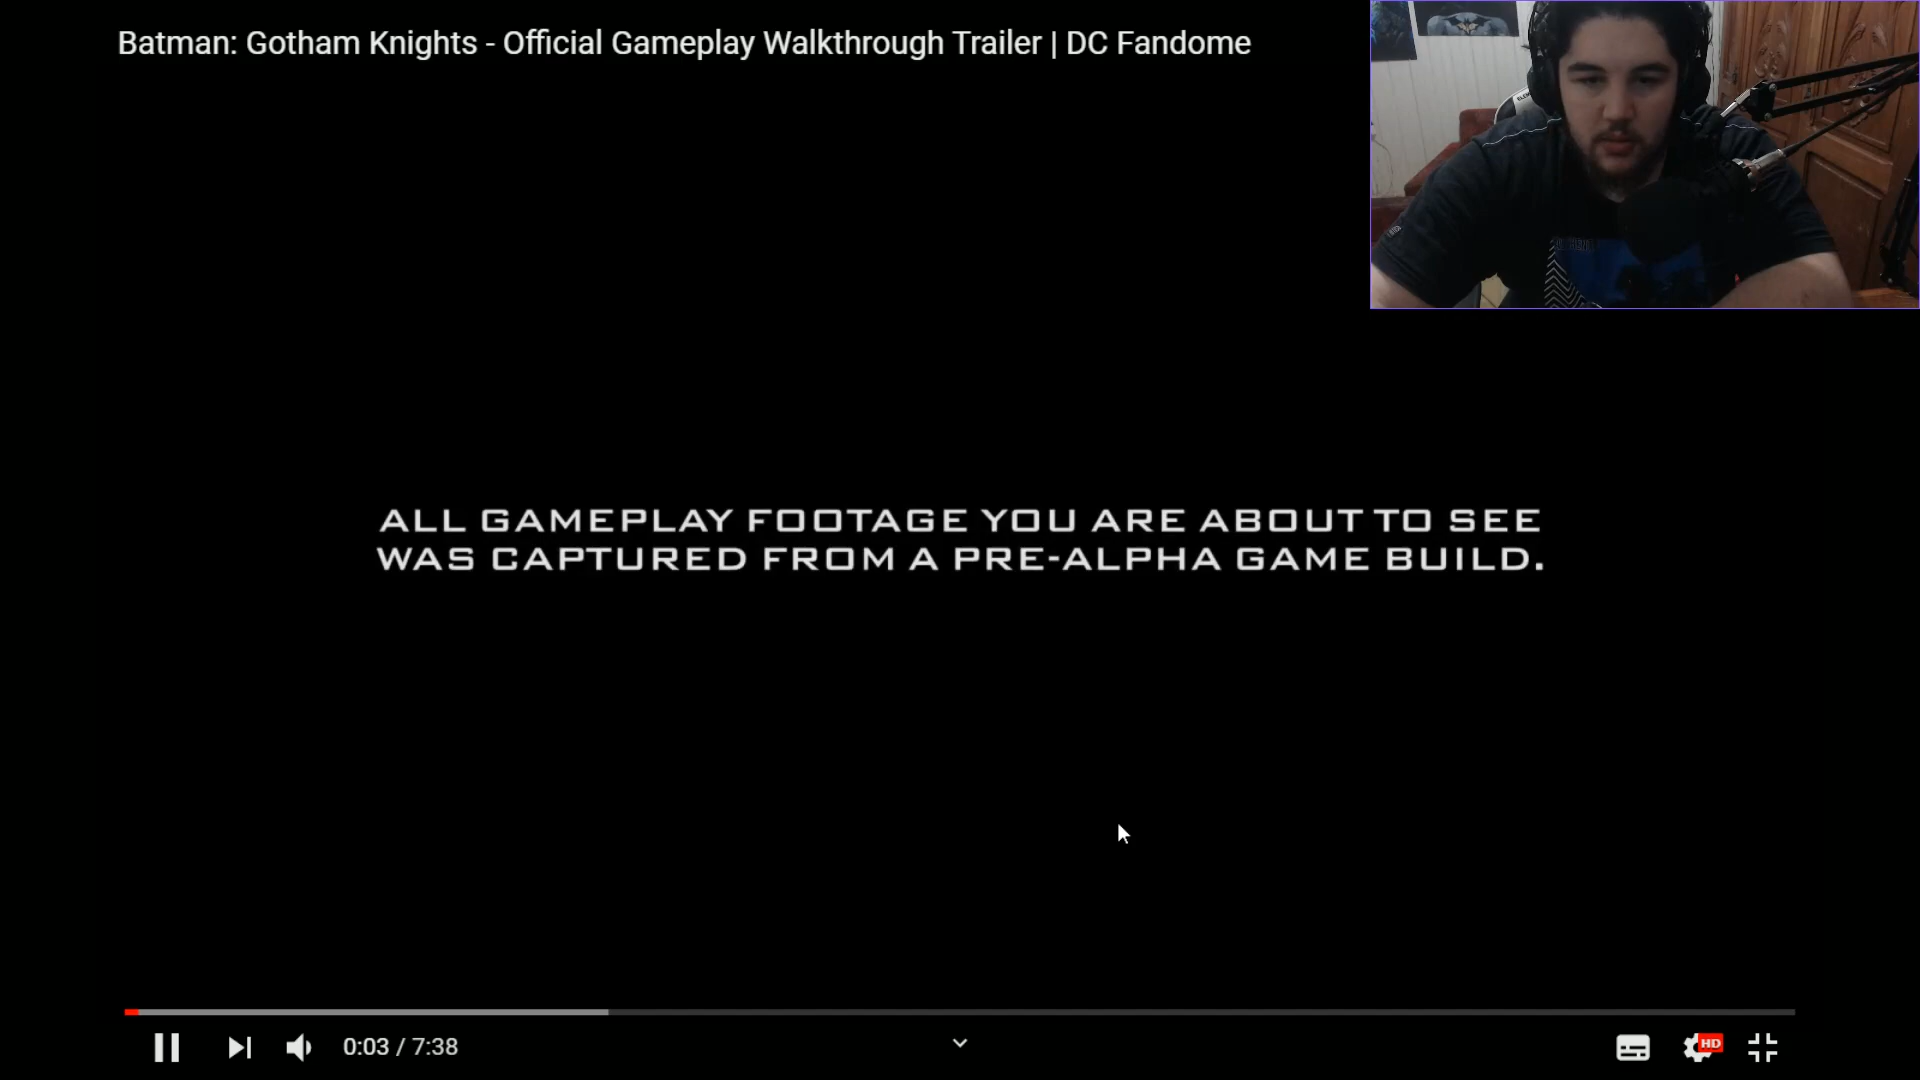 Batman: Gotham Knights - Official Gameplay Walkthrough Trailer | DC Fandome
ALL GAMEPLAY FOOTAGE YOU ARE ABOUT TO SEE
WAS CAPTURED FROM A PRE-ALPHA GAME BUILD.
0:03 / 7:38
HD